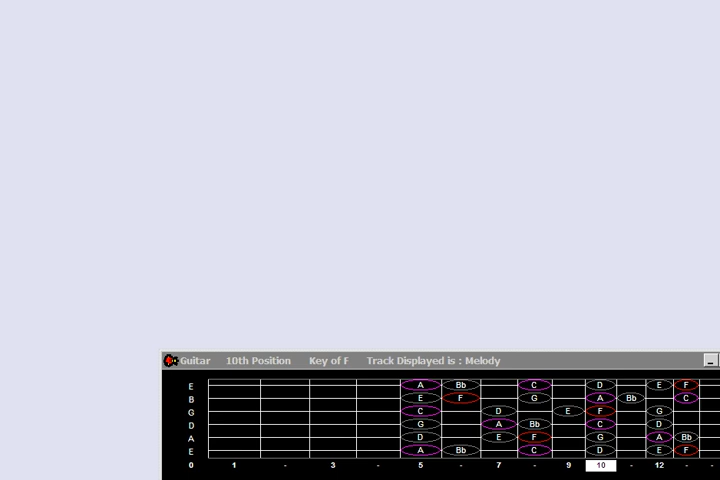 Guitar 10th Position Key of F Track Displayed is : Melody
E A Bb C D E F
B E F G A Bb C
G C D E F G
D G A Bb C D
A D E F G A Bb
E A Bb C D E F
0 1 - 3 - 5 - 7 - 9 10 - 12 - -